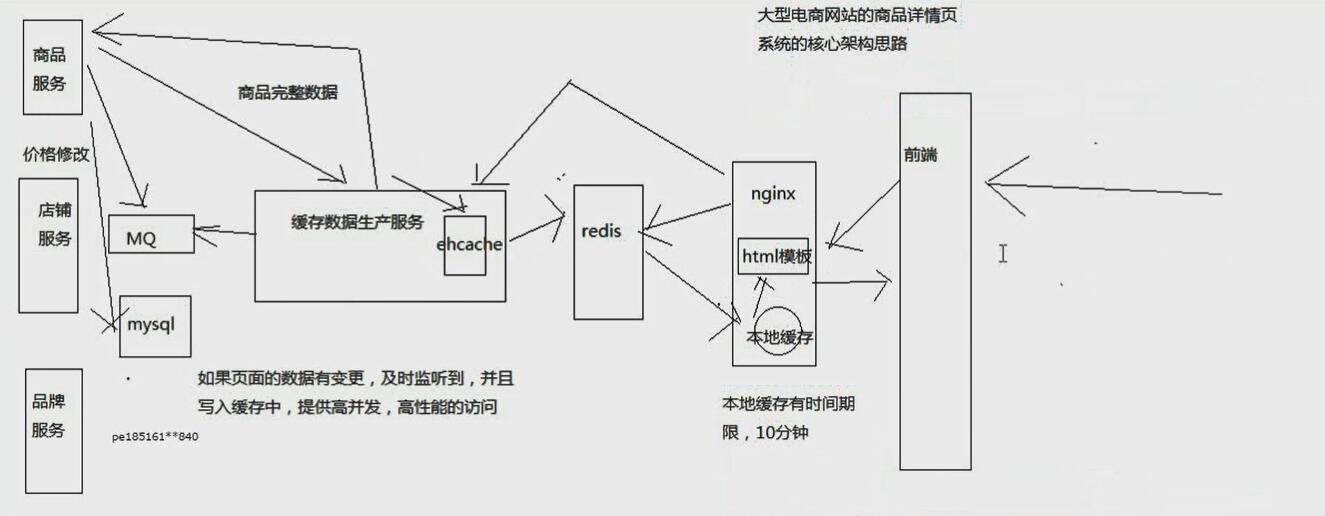 大型电商网站的商品详情页
系统的核心架构思路
商品
服务
商品完整数据
价格修改
前端
nginx
店铺
服务
缓存数据生产服务
MQ
ehcache
redis
html模板
mysql
本地缓存
如果页面的数据有变更，及时监听到，并且
写入缓存中，提供高并发，高性能的访问
品牌
服务
pe185161**840
本地缓存有时间期
限，10分钟